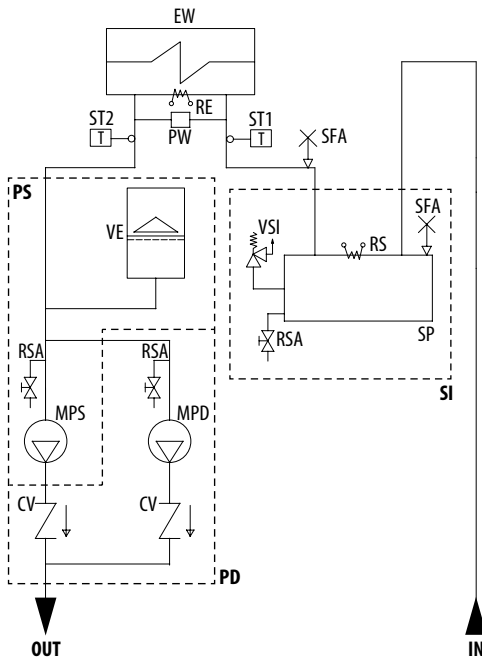 EW
RE
ST2
T
PW
ST1
T
SFA
PS
VE
VSI
RS
SFA
RSA
SP
SI
RSA
RSA
MPS
MPD
CV
CV
PD
OUT
IN